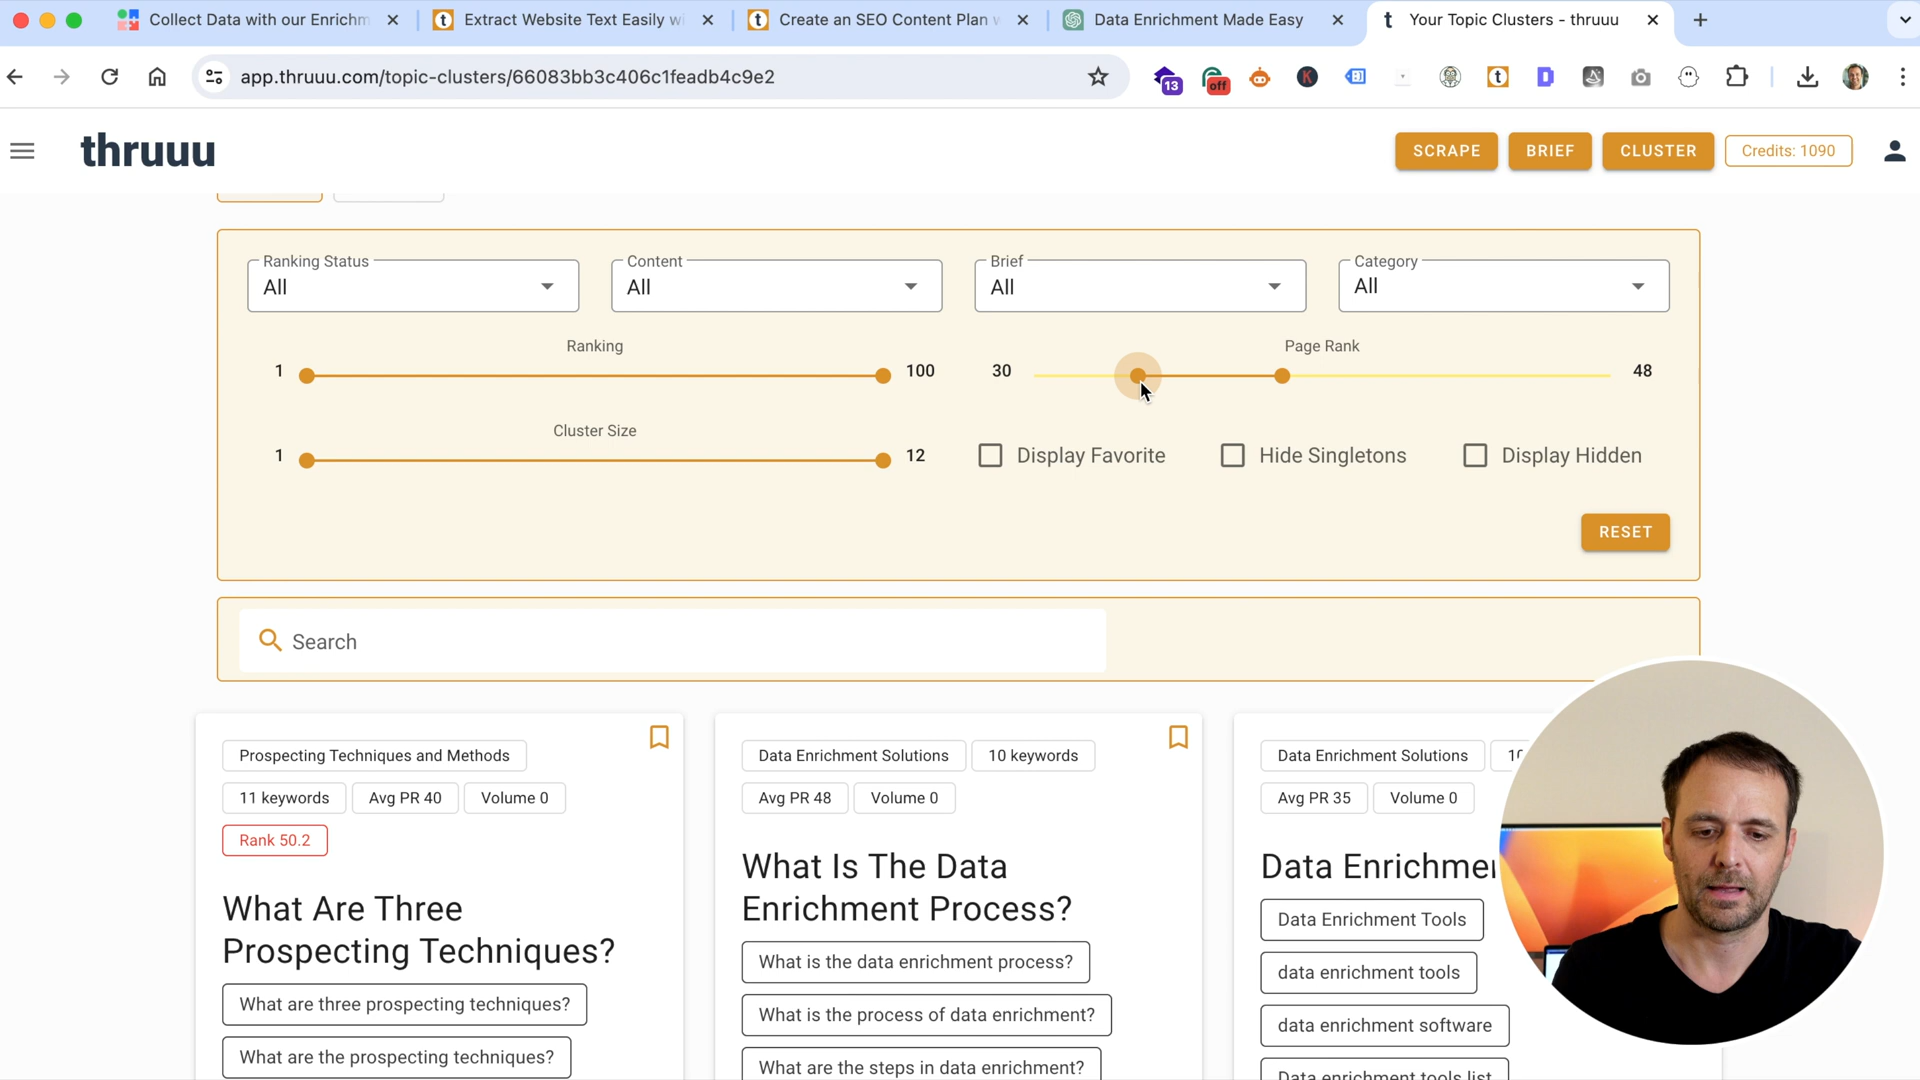 Collect Data with our Enrichm
Extract Website Text Easily wi
Create an SEO Content Plan w
Data Enrichment Made Easy
Your Topic Clusters - thruuu
app.thruuu.com/topic-clusters/66083bb3c406c1feadb4c9e2
13
off
thruuu
SCRAPE
BRIEF
CLUSTER
Credits: 1090
Ranking Status
All
Content
All
Brief
All
Category
All
Ranking
1
100
Page Rank
30
48
Cluster Size
1
12
Display Favorite
Hide Singletons
Display Hidden
RESET
Search
Prospecting Techniques and Methods
11 keywords
Avg PR 40
Volume 0
Rank 50.2
What Are Three
Prospecting Techniques?
What are three prospecting techniques?
What are the prospecting techniques?
Data Enrichment Solutions
10 keywords
Avg PR 48
Volume 0
What Is The Data
Enrichment Process?
What is the data enrichment process?
What is the process of data enrichment?
What are the steps in data enrichment?
Data Enrichment Solutions
Avg PR 35
Volume 0
Data Enrichme
Data Enrichment Tools
data enrichment tools
data enrichment software
Data enrichment tools list